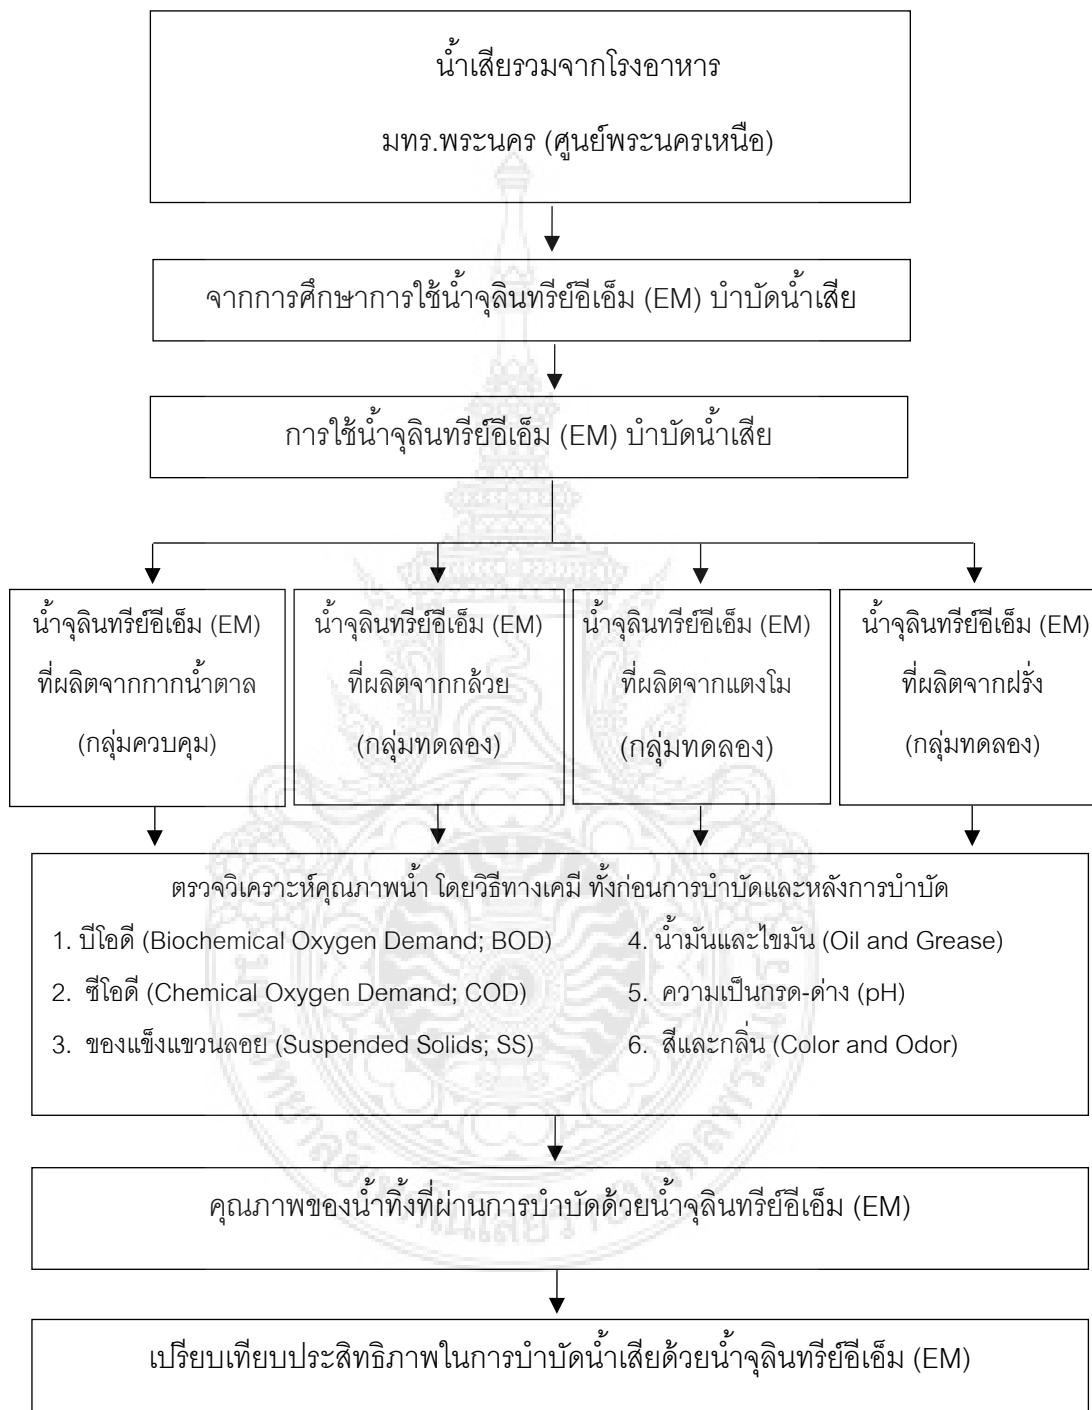 น้ำเสียรวมจากโรงอาหาร
มทร.พระนคร (ศูนย์พระนครเหนือ)
จากการศึกษาการใช้น้ำจุลินทรีย์อีเอ็ม (EM) บำบัดน้ำเสีย
การใช้น้ำจุลินทรีย์อีเอ็ม (EM) บำบัดน้ำเสีย
น้ำจุลินทรีย์อีเอ็ม (EM)
ที่ผลิตจากกากน้ำตาล
(กลุ่มควบคุม)
น้ำจุลินทรีย์อีเอ็ม (EM)
ที่ผลิตจากกล้วย
(กลุ่มทดลอง)
น้ำจุลินทรีย์อีเอ็ม (EM)
ที่ผลิตจากแตงโม
(กลุ่มทดลอง)
น้ำจุลินทรีย์อีเอ็ม (EM)
ที่ผลิตจากฝรั่ง
(กลุ่มทดลอง)
ตรวจวิเคราะห์คุณภาพน้ำ โดยวิธีทางเคมี ทั้งก่อนการบำบัดและหลังการบำบัด
1. บีโอดี (Biochemical Oxygen Demand; BOD)
2. ซีโอดี (Chemical Oxygen Demand; COD)
3. ของแข็งแขวนลอย (Suspended Solids; SS)
4. น้ำมันและไขมัน (Oil and Grease)
5. ความเป็นกรด-ด่าง (pH)
6. สีและกลิ่น (Color and Odor)
คุณภาพของน้ำทิ้งที่ผ่านการบำบัดด้วยน้ำจุลินทรีย์อีเอ็ม (EM)
เปรียบเทียบประสิทธิภาพในการบำบัดน้ำเสียด้วยน้ำจุลินทรีย์อีเอ็ม (EM)